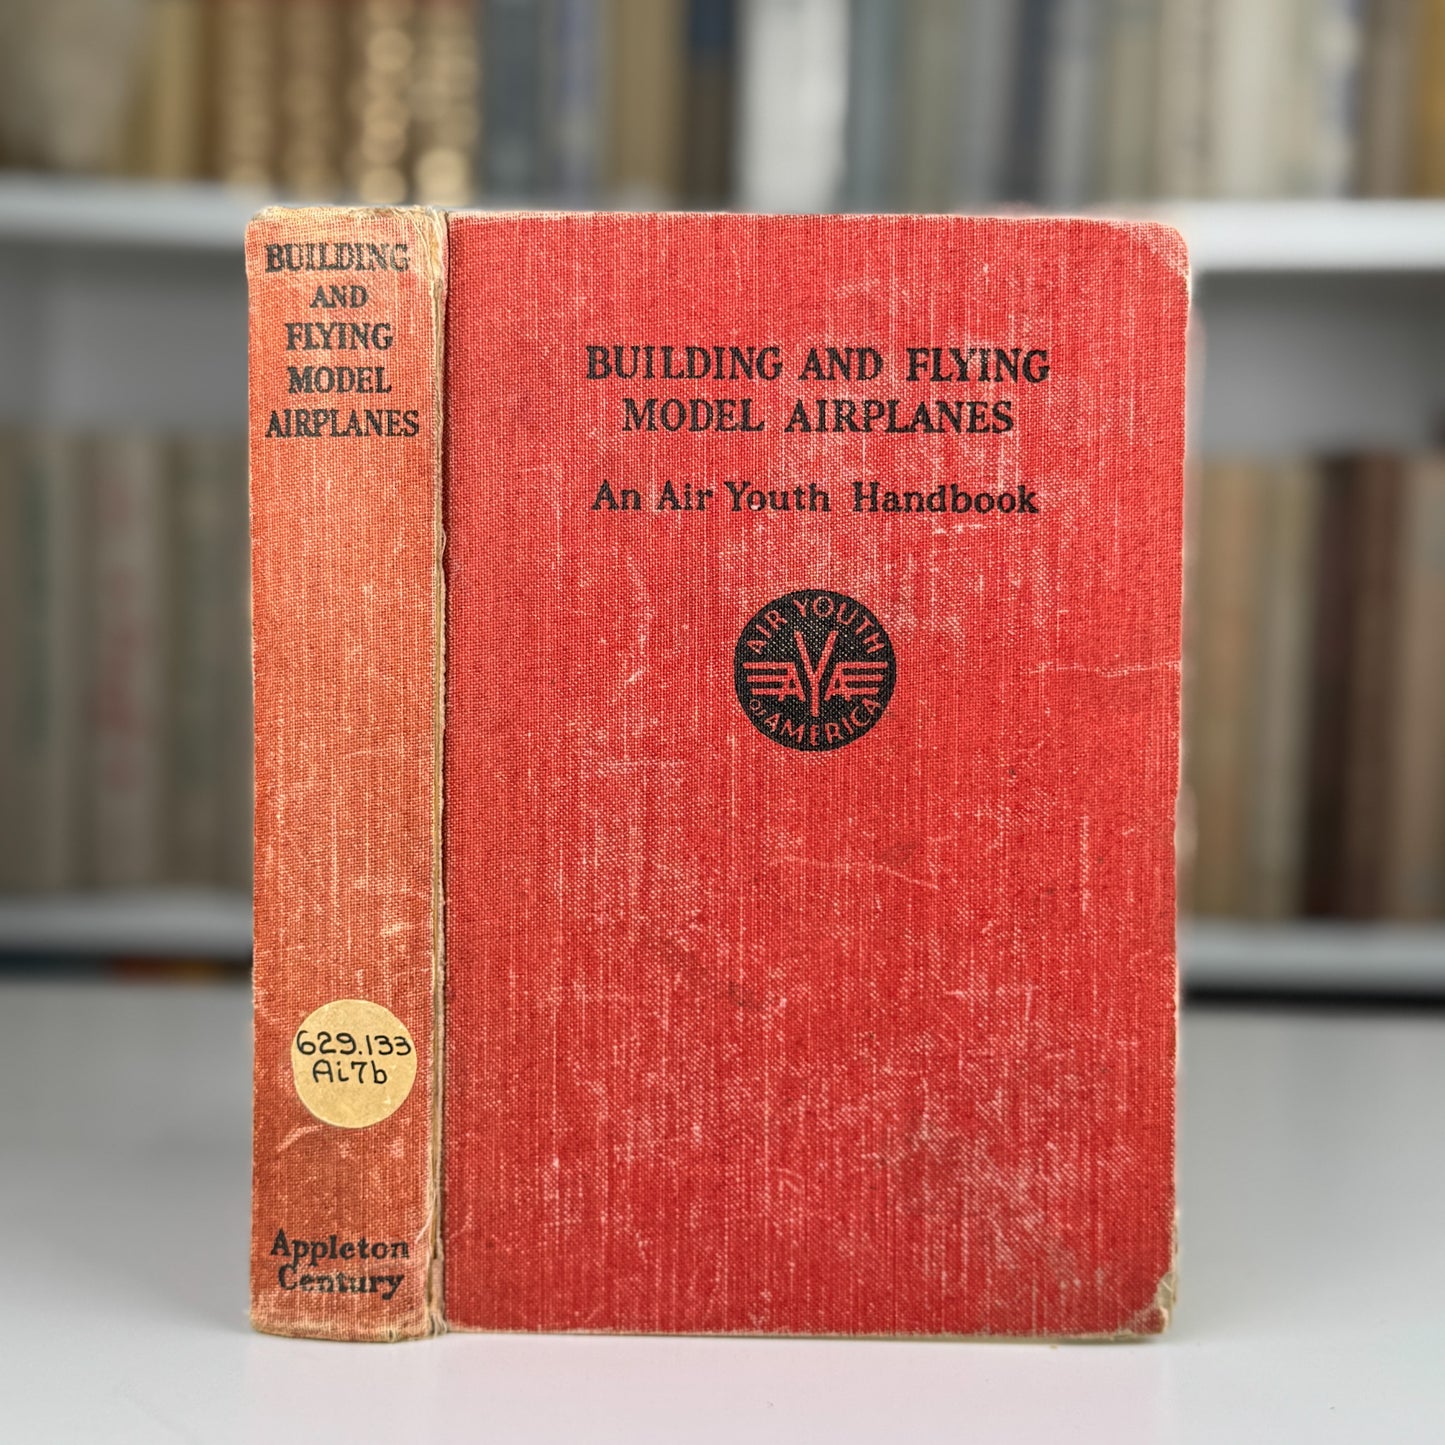 BUILDING
AND
FLYING
MODEL
AIRPLANES
629.133
Ai7b
Appleton
Century
BUILDING AND FLYING
MODEL AIRPLANES
An Air Youth Handbook
AIR YOUTH
AYA
OF AMERICA